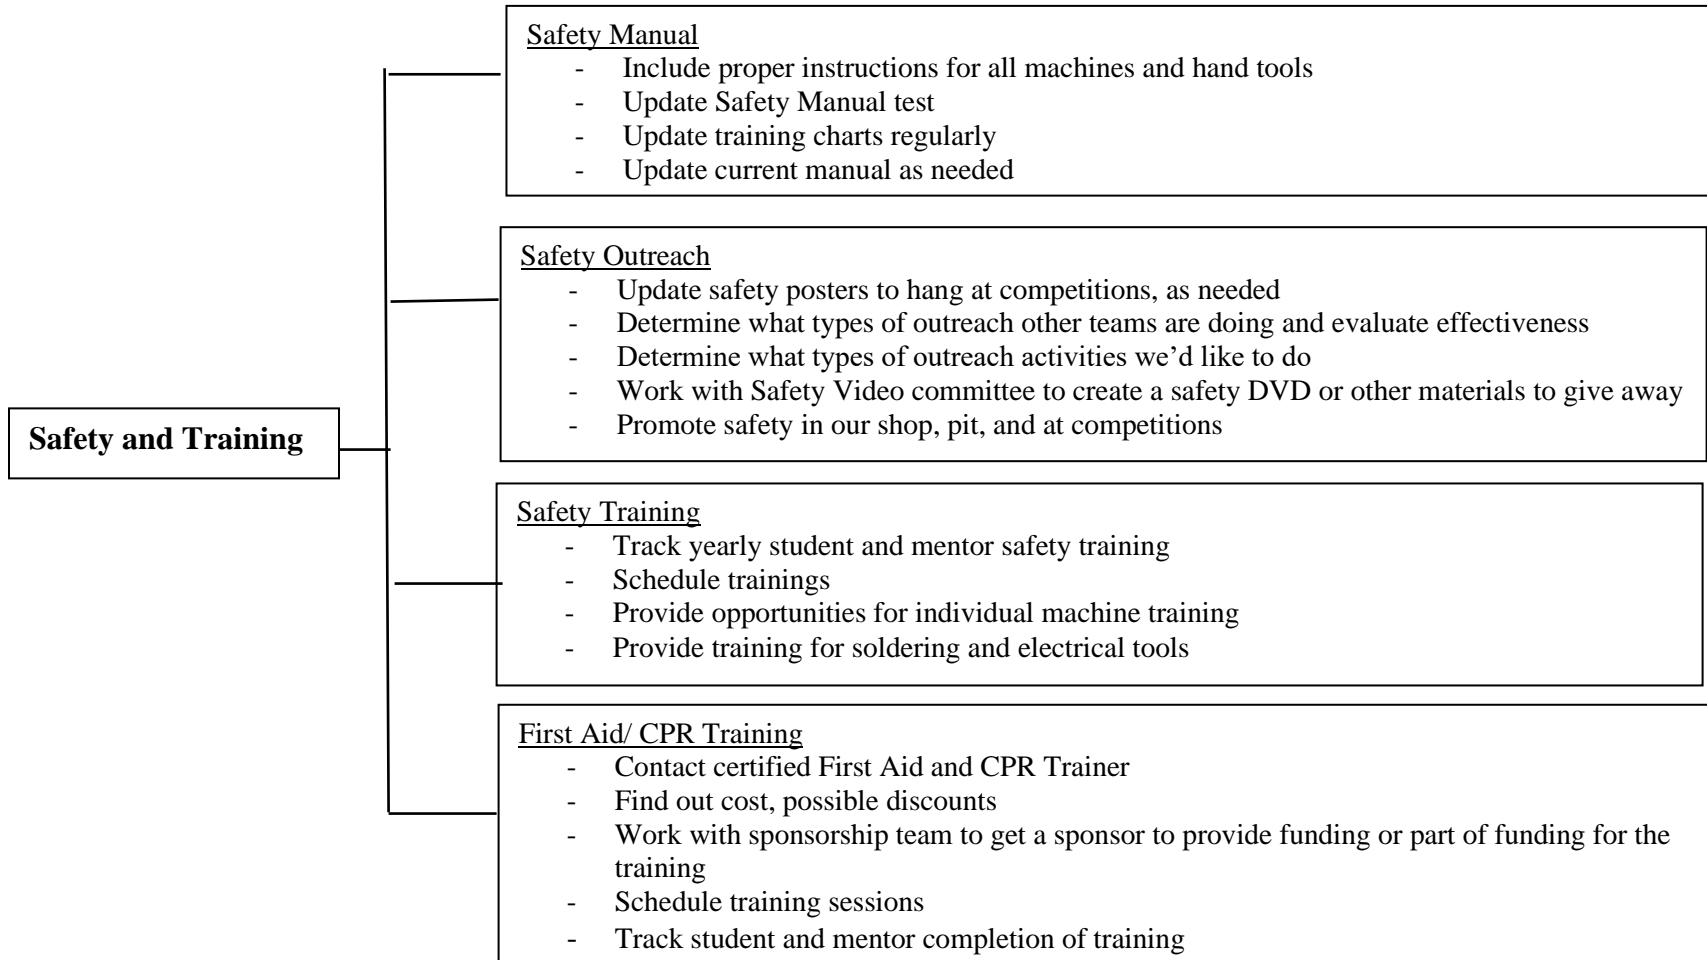 Safety and Training
Safety Manual
- Include proper instructions for all machines and hand tools
- Update Safety Manual test
- Update training charts regularly
- Update current manual as needed
Safety Outreach
- Update safety posters to hang at competitions, as needed
- Determine what types of outreach other teams are doing and evaluate effectiveness
- Determine what types of outreach activities we’d like to do
- Work with Safety Video committee to create a safety DVD or other materials to give away
- Promote safety in our shop, pit, and at competitions
Safety Training
- Track yearly student and mentor safety training
- Schedule trainings
- Provide opportunities for individual machine training
- Provide training for soldering and electrical tools
First Aid/ CPR Training
- Contact certified First Aid and CPR Trainer
- Find out cost, possible discounts
- Work with sponsorship team to get a sponsor to provide funding or part of funding for the
training
- Schedule training sessions
- Track student and mentor completion of training